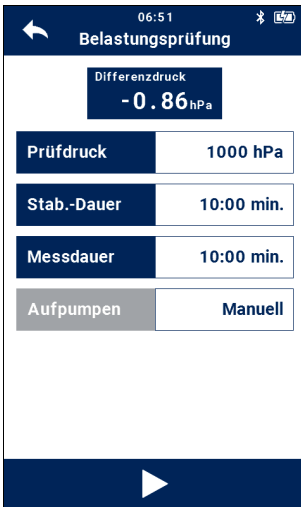 06:51
Belastungsprüfung
Differenzdruck
-0.86hPa
Prüfdruck 1000 hPa
Stab.-Dauer 10:00 min.
Messdauer 10:00 min.
Aufpumpen Manuell